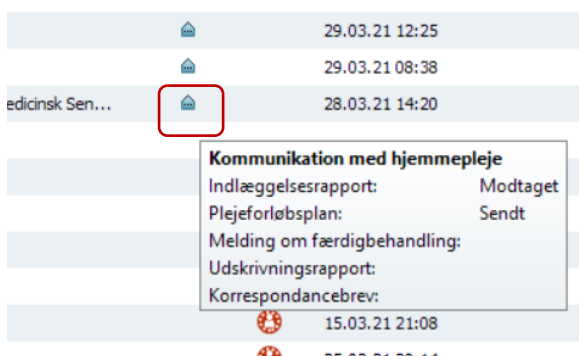 29.03.21 12:25
29.03.21 08:38
edicinsk Sen... 28.03.21 14:20
Kommunikation med hjemmepleje
Indlæggelsesrapport: Modtaget
Plejeforløbsplan: Sendt
Melding om færdigbehandling:
Udskrivningsrapport:
Korrespondancebrev:
15.03.21 21:08